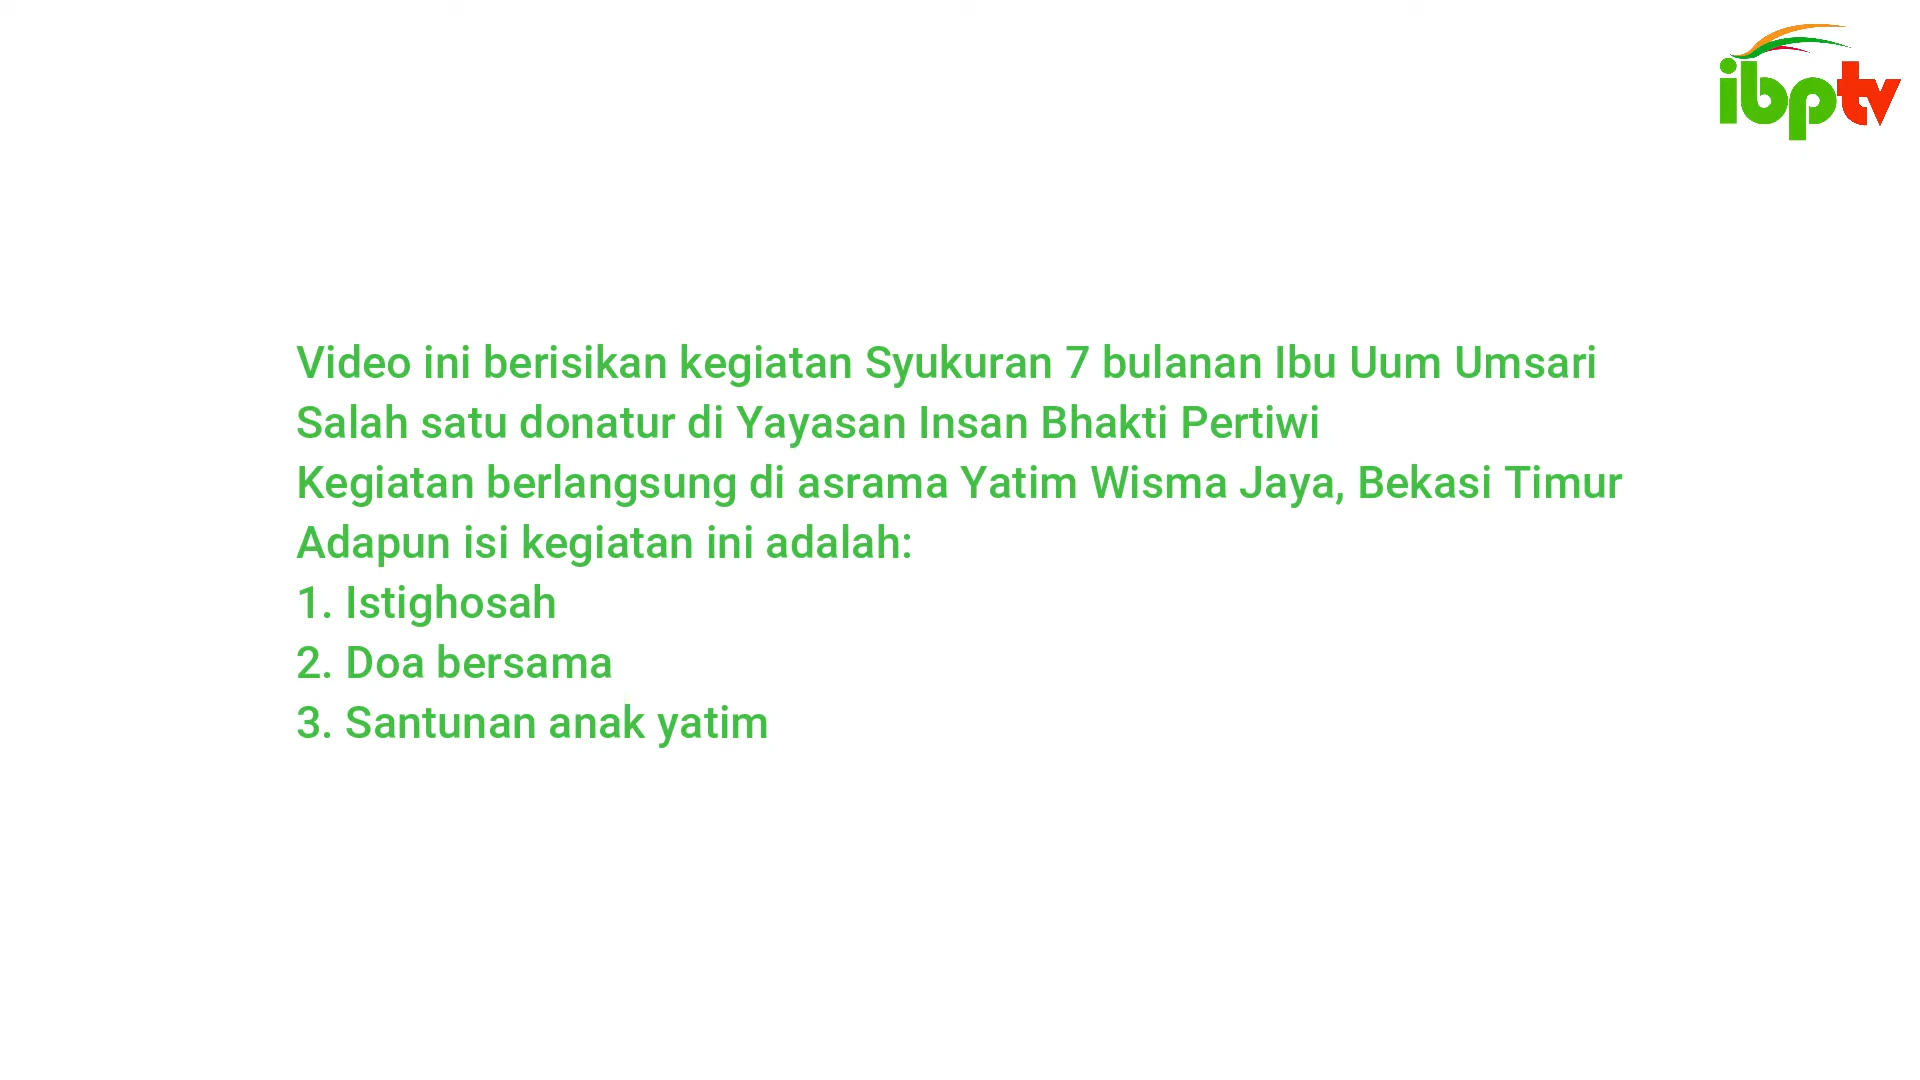 ibptv
Video ini berisikan kegiatan Syukuran 7 bulanan Ibu Uum Umsari
Salah satu donatur di Yayasan Insan Bhakti Pertiwi
Kegiatan berlangsung di asrama Yatim Wisma Jaya, Bekasi Timur
Adapun isi kegiatan ini adalah:
1. Istighosah
2. Doa bersama
3. Santunan anak yatim